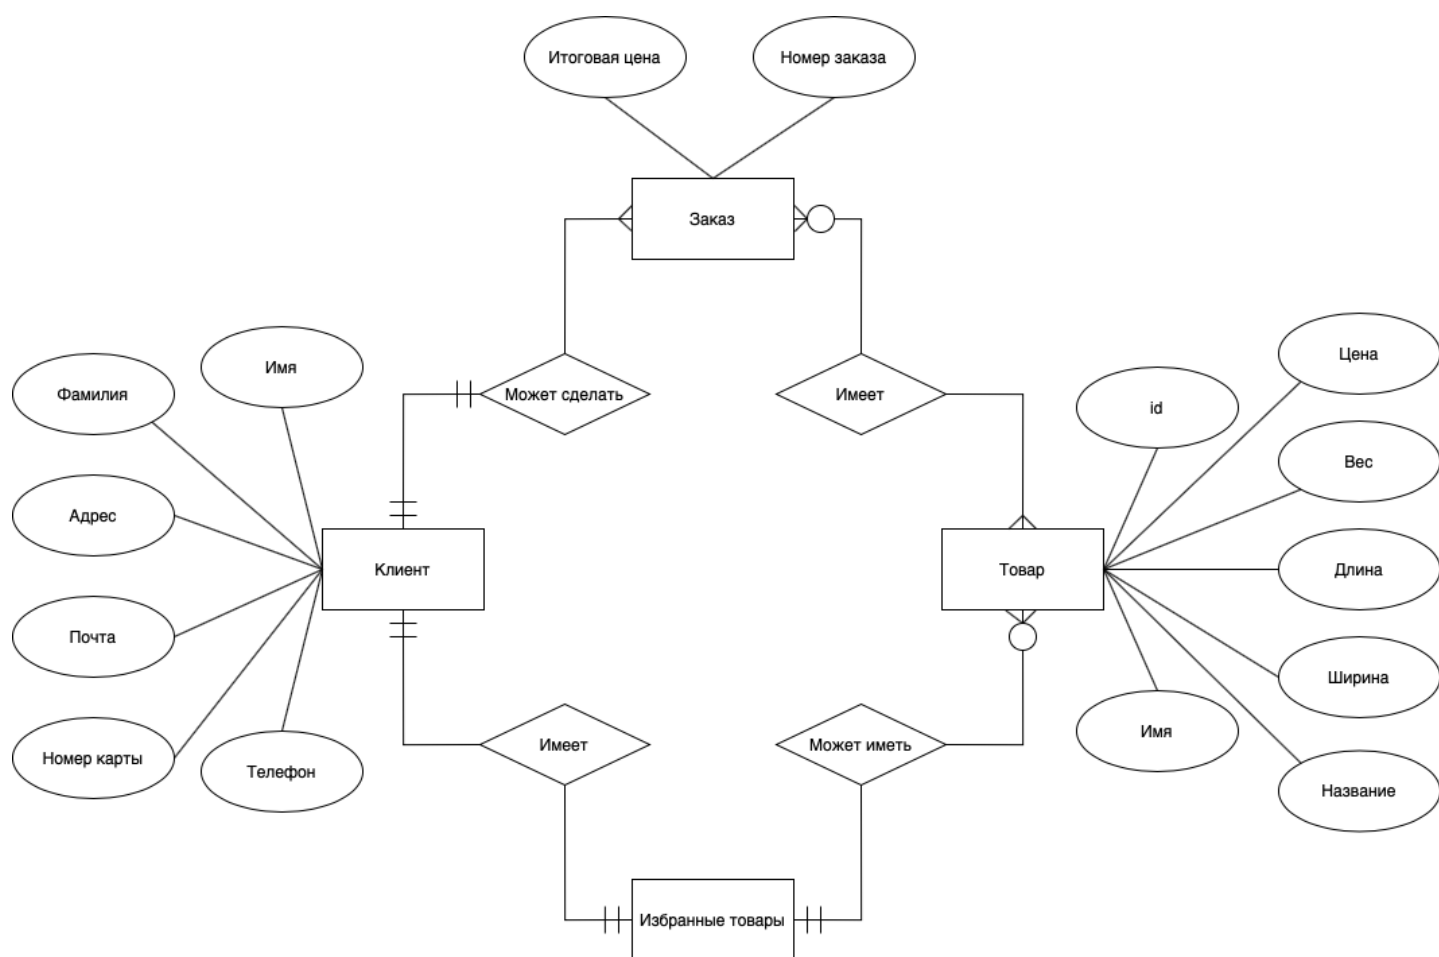 Итоговая цена
Номер заказа
Заказ
Имя
Фамилия
Может сделать
Имеет
Цена
id
Вес
Адрес
Клиент
Товар
Длина
Почта
Ширина
Номер карты
Телефон
Имеет
Может иметь
Имя
Название
Избранные товары